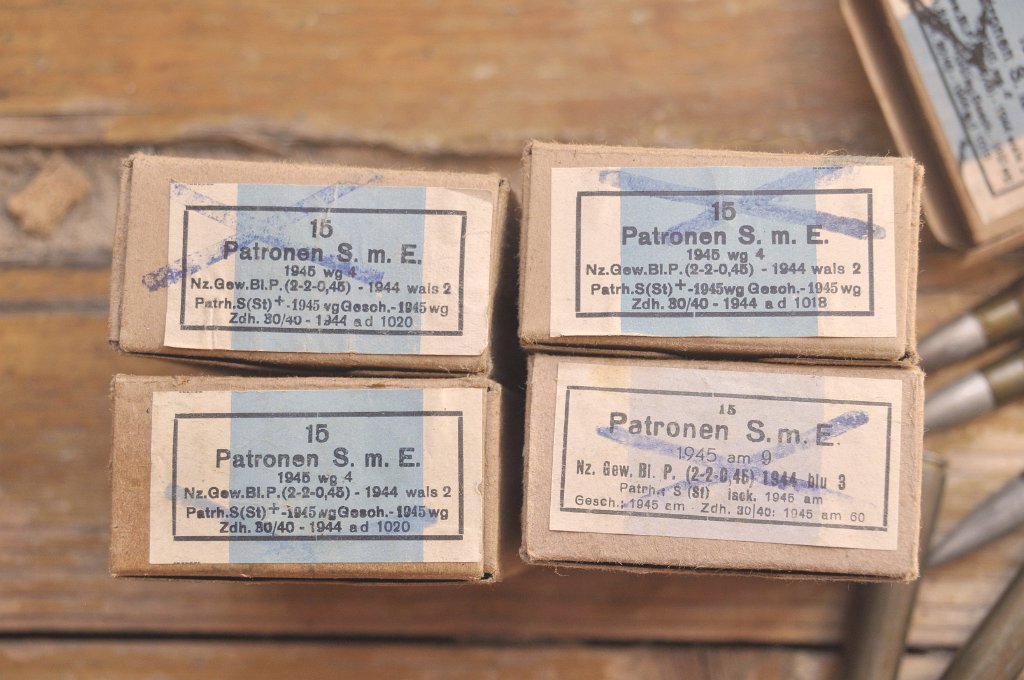 15
Patronen S. m. E.
1945 wg 4
Nz.Gew.Bl.P.(2-2-0,45) - 1944 wals 2
Patrh.S(St)+-1945 wg Gesch.-1945 wg
Zdh. 30/40 - 1944 ad 1020
15
Patronen S. m. E.
1945 wg 4
Nz.Gew.Bl.P.(2-2-0,45) - 1944 wals 2
Patrh.S(St)+-1945wg Gesch.-1945 wg
Zdh. 30/40 - 1944 ad 1018
15
Patronen S. m. E.
1945 wg 4
Nz.Gew.Bl.P.(2-2-0,45) - 1944 wals 2
Patrh.S(St)+-1945 wg Gesch.-1945 wg
Zdh. 30/40 - 1944 ad 1020
15
Patronen S. m. E.
1945 am 9
Nz. Gew. Bl. P. (2-2-0,45) 1944 blu 3
Patrh.: S (St) lack. 1945 am
Gesch.: 1945 am - Zdh. 30/40: 1945 am 60